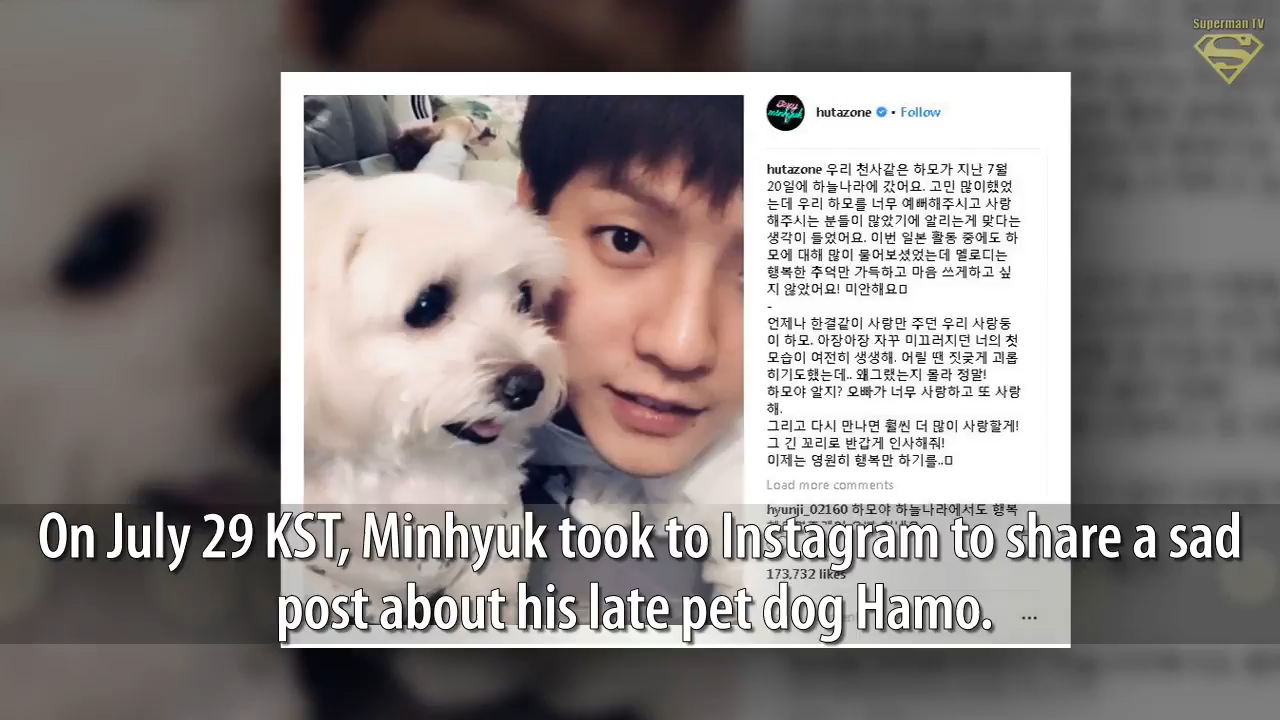 Superman TV
Sexy
minhyuk
hutazone • Follow
hutazone 우리 천사같은 하모가 지난 7월
20일에 하늘나라에 갔어요. 고민 많이했었
는데 우리 하모를 너무 예뻐해주시고 사랑
해주시는 분들이 많았기에 알리는게 맞다는
생각이 들었어요. 이번 일본 활동 중에도 하
모에 대해 많이 물어보셨었는데 멜로디는
행복한 추억만 가득하고 마음 쓰게하고 싶
지 않았어요! 미안해요
-
언제나 한결같이 사랑만 주던 우리 사랑둥
이 하모. 아장아장 자꾸 미끄러지던 너의 첫
모습이 여전히 생생해. 어릴 땐 짓궂게 괴롭
히기도했는데.. 왜그랬는지 몰라 정말!
하모야 알지? 오빠가 너무 사랑하고 또 사랑
해.
그리고 다시 만나면 훨씬 더 많이 사랑할게!
그 긴 꼬리로 반갑게 인사해줘!
이제는 영원히 행복만 하기를..
Load more comments
hyunji_02160 하모야 하늘나라에서도 행복
173,732 likes
On July 29 KST, Minhyuk took to Instagram to share a sad
post about his late pet dog Hamo.